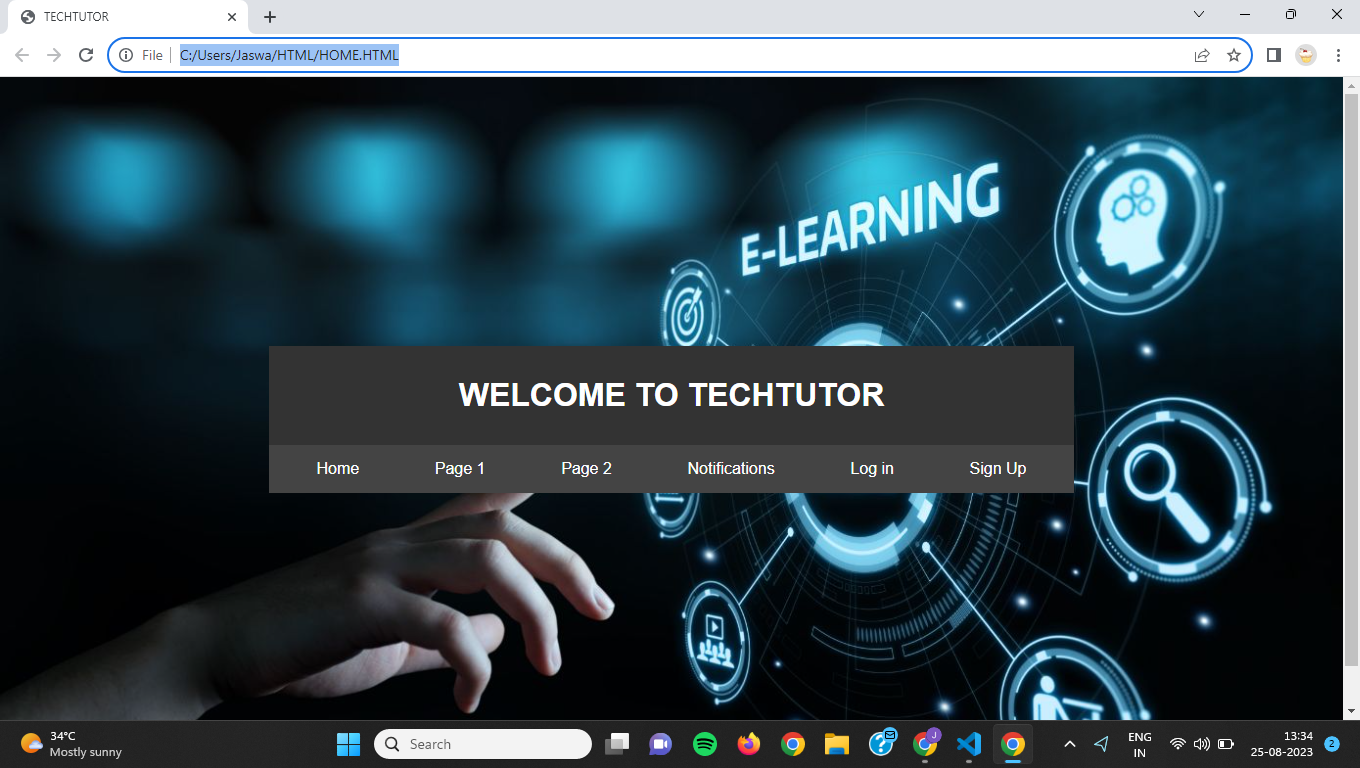 TECHTUTOR
File
C:/Users/Jaswa/HTML/HOME.HTML
E-LEARNING
WELCOME TO TECHTUTOR
Home Page 1 Page 2 Notifications Log in Sign Up
34°C
Mostly sunny
Search
J
ENG
IN
13:34
25-08-2023
2